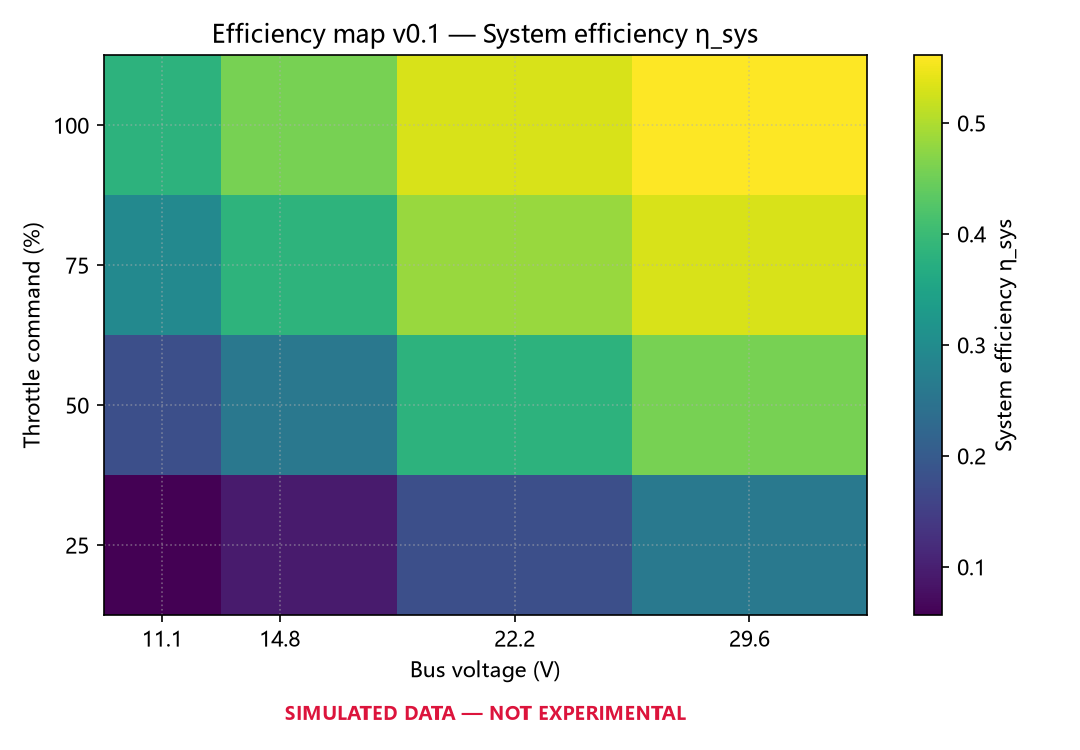 Efficiency map v0.1 — System efficiency η_sys
100
75
50
25
Throttle command (%)
11.1 14.8 22.2 29.6
Bus voltage (V)
0.5
0.4
0.3
0.2
0.1
System efficiency η_sys
SIMULATED DATA — NOT EXPERIMENTAL